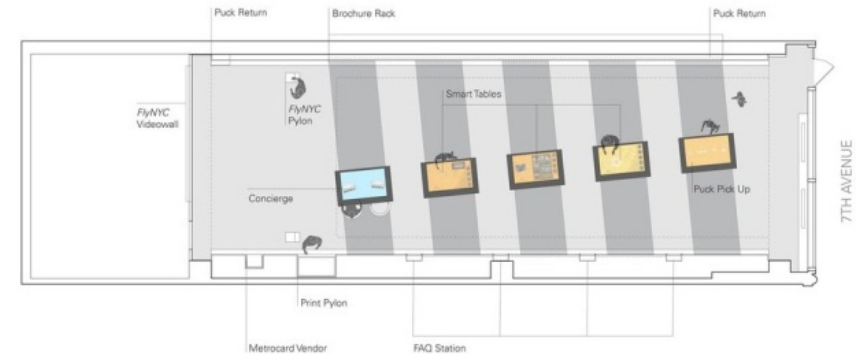 Puck Return
Brochure Rack
Puck Return
Smart Tables
FlyNYC
Videowall
FlyNYC
Pylon
Concierge
Puck Pick Up
7TH AVENUE
Print Pylon
Metrocard Vendor
FAQ Station